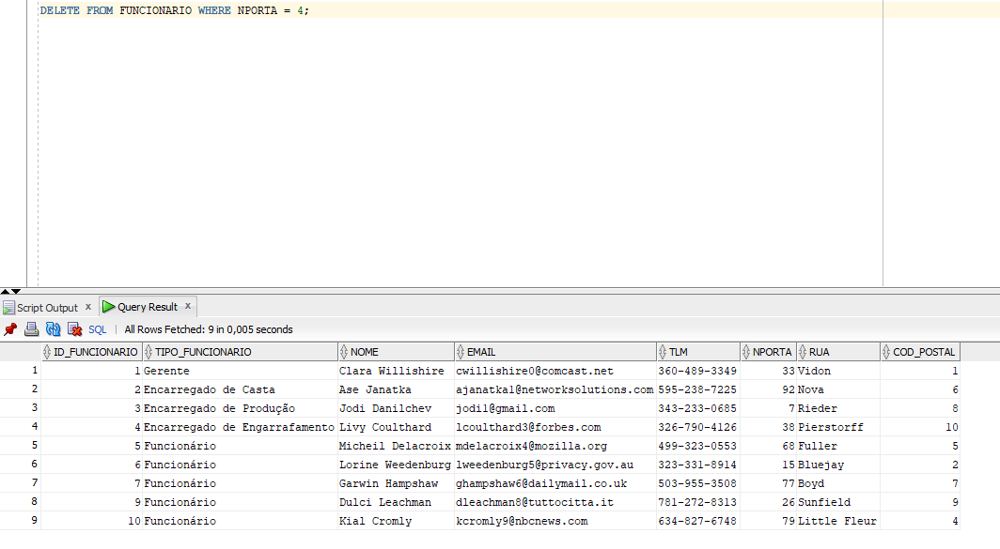 DELETE FROM FUNCIONARIO WHERE NPORTA = 4;
Script Output x Query Result x
SQL | All Rows Fetched: 9 in 0,005 seconds
ID_FUNCIONARIO TIPO_FUNCIONARIO NOME EMAIL TLM NPORTA RUA COD_POSTAL
1 1 Gerente Clara Willishire cwillishire0@comcast.net 360-489-3349 33 Vidon 1
2 2 Encarregado de Casta Ase Janatka ajanatka1@networksolutions.com 595-238-7225 92 Nova 6
3 3 Encarregado de Produção Jodi Danilchev jodi1@gmail.com 343-233-0685 7 Rieder 8
4 4 Encarregado de Engarrafamento Livy Coulthard lcoulthard3@forbes.com 326-790-4126 38 Pierstorff 10
5 5 Funcionário Micheil Delacroix mdelacroix4@mozilla.org 499-323-0553 68 Fuller 5
6 6 Funcionário Lorine Weedenburg lweedenburg5@privacy.gov.au 323-331-8914 15 Bluejay 2
7 7 Funcionário Garwin Hampshaw ghampshaw6@dailymail.co.uk 503-955-3508 77 Boyd 7
8 9 Funcionário Dulci Leachman dleachman8@tuttocitta.it 781-272-8313 26 Sunfield 9
9 10 Funcionário Kial Cromly kcromly9@nbcnews.com 634-827-6748 79 Little Fleur 4